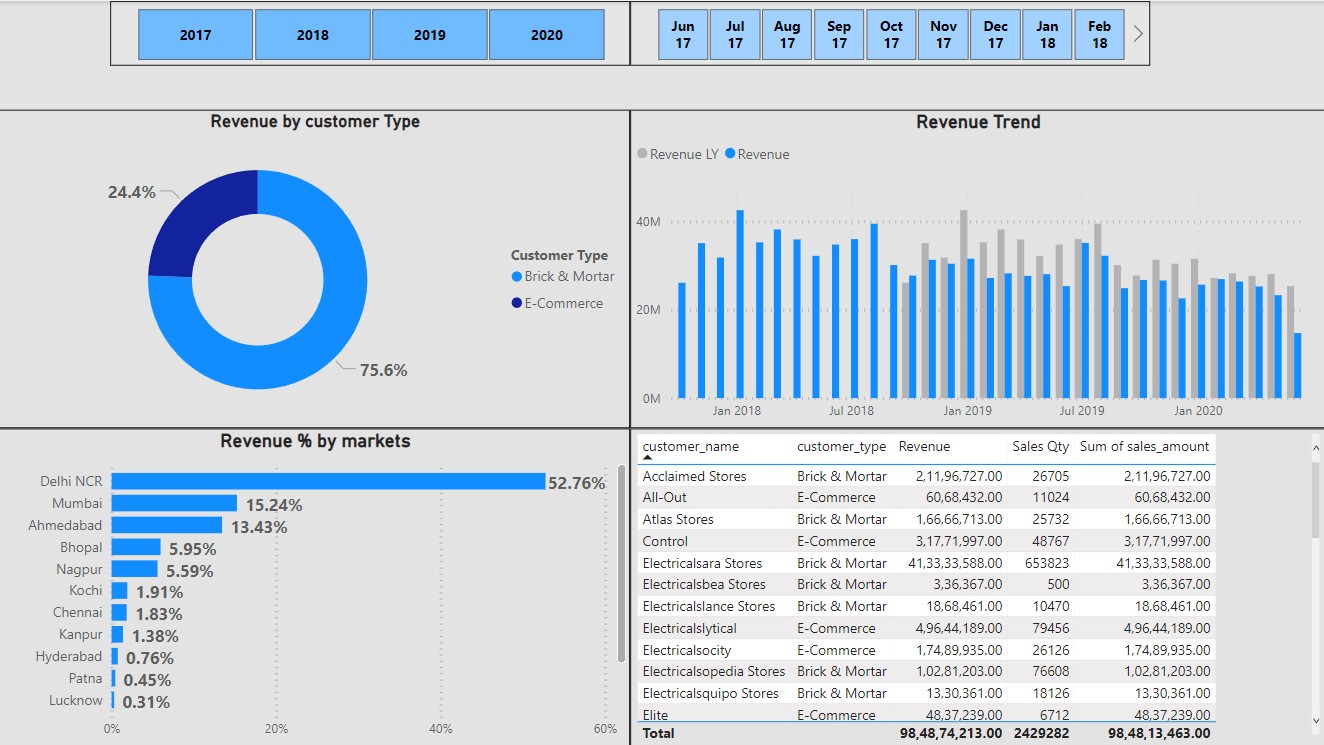 2017 2018 2019 2020
Jun Jul Aug Sep Oct Nov Dec Jan Feb
17 17 17 17 17 17 17 18 18
Revenue by customer Type
24.4%
75.6%
Customer Type
Brick & Mortar
E-Commerce
Revenue Trend
Revenue LY Revenue
40M
20M
0M
Jan 2018 Jul 2018 Jan 2019 Jul 2019 Jan 2020
Revenue % by markets
Delhi NCR 52.76%
Mumbai 15.24%
Ahmedabad 13.43%
Bhopal 5.95%
Nagpur 5.59%
Kochi 1.91%
Chennai 1.83%
Kanpur 1.38%
Hyderabad 0.76%
Patna 0.45%
Lucknow 0.31%
0% 20% 40% 60%
customer_name customer_type Revenue Sales Qty Sum of sales_amount
Acclaimed Stores Brick & Mortar 2,11,96,727.00 26705 2,11,96,727.00
All-Out E-Commerce 60,68,432.00 11024 60,68,432.00
Atlas Stores Brick & Mortar 1,66,66,713.00 25732 1,66,66,713.00
Control E-Commerce 3,17,71,997.00 48767 3,17,71,997.00
Electricalsara Stores Brick & Mortar 41,33,33,588.00 653823 41,33,33,588.00
Electricalsbea Stores Brick & Mortar 3,36,367.00 500 3,36,367.00
Electricalslance Stores Brick & Mortar 18,68,461.00 10470 18,68,461.00
Electricalslytical E-Commerce 4,96,44,189.00 79456 4,96,44,189.00
Electricalsocity E-Commerce 1,74,89,935.00 26126 1,74,89,935.00
Electricalsopedia Stores Brick & Mortar 1,02,81,203.00 76608 1,02,81,203.00
Electricalsquipo Stores Brick & Mortar 13,30,361.00 18126 13,30,361.00
Elite E-Commerce 48,37,239.00 6712 48,37,239.00
Total 98,48,74,213.00 2429282 98,48,13,463.00